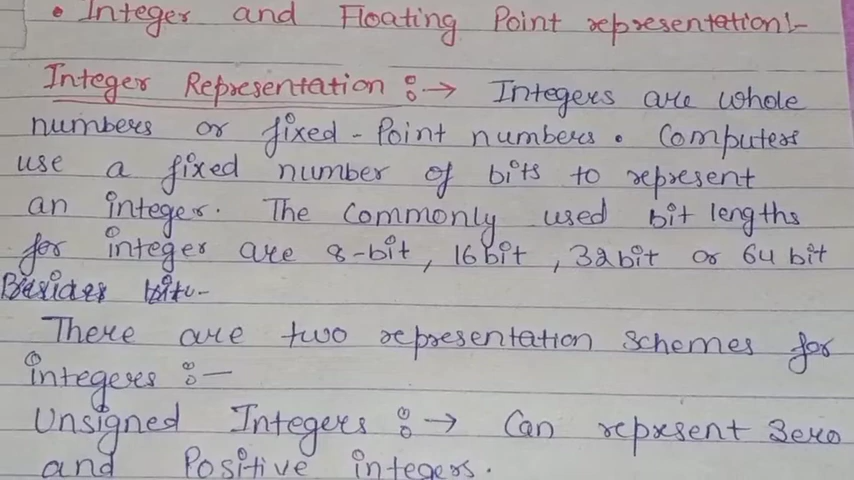 • Integer and Floating Point representation:-
Integer Representation :→ Integers are whole
numbers or fixed-Point numbers. Computers
use a fixed number of bits to represent
an integer. The commonly used bit lengths
for integer are 8-bit, 16bit, 32bit or 64 bit
Besides
There are two representation schemes for
integeres :-
Unsigned Integers :→ Can represent zero
and Positive integers.